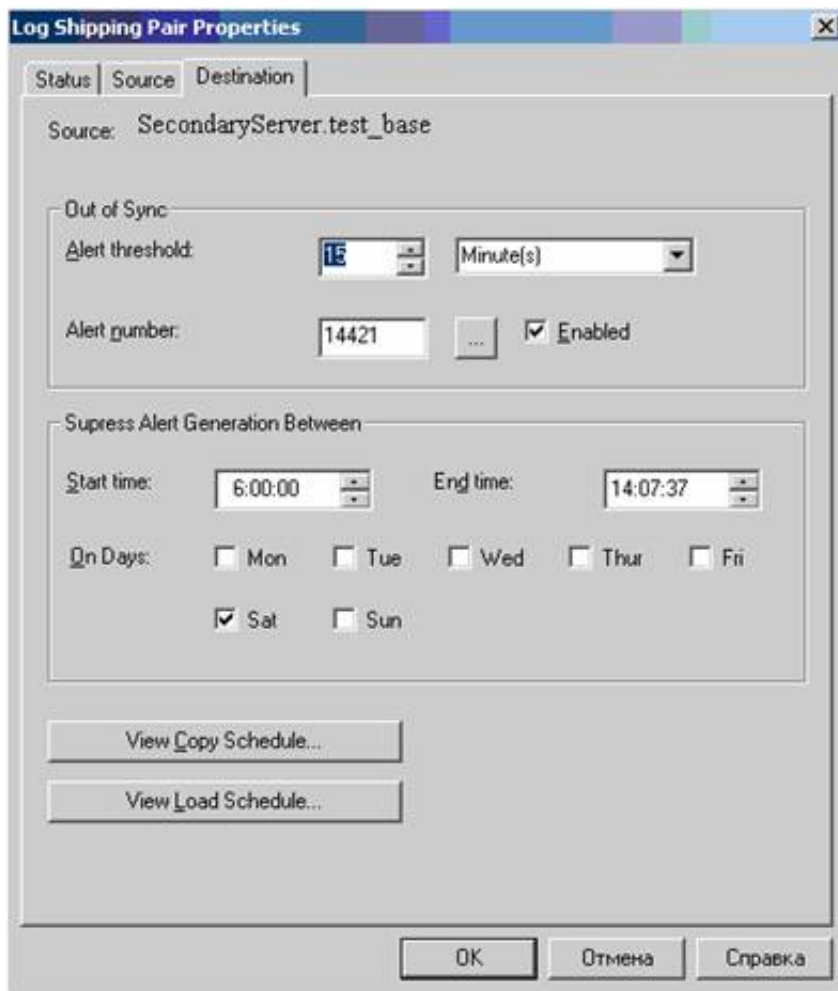 Log Shipping Pair Properties
Status Source Destination
Source: SecondaryServer.test_base
Out of Sync
Alert threshold: 15 Minute(s)
Alert number: 14421 ... Enabled
Supress Alert Generation Between
Start time: 6:00:00 End time: 14:07:37
On Days: Mon Tue Wed Thur Fri
Sat Sun
View Copy Schedule...
View Load Schedule...
OK Отмена Справка